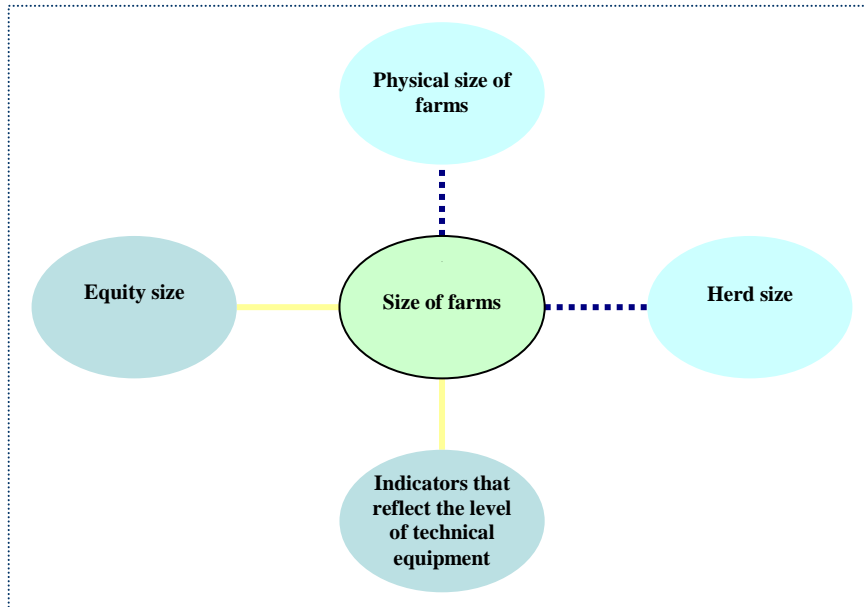 Physical size of
farms
Equity size
Size of farms
Herd size
Indicators that
reflect the level
of technical
equipment